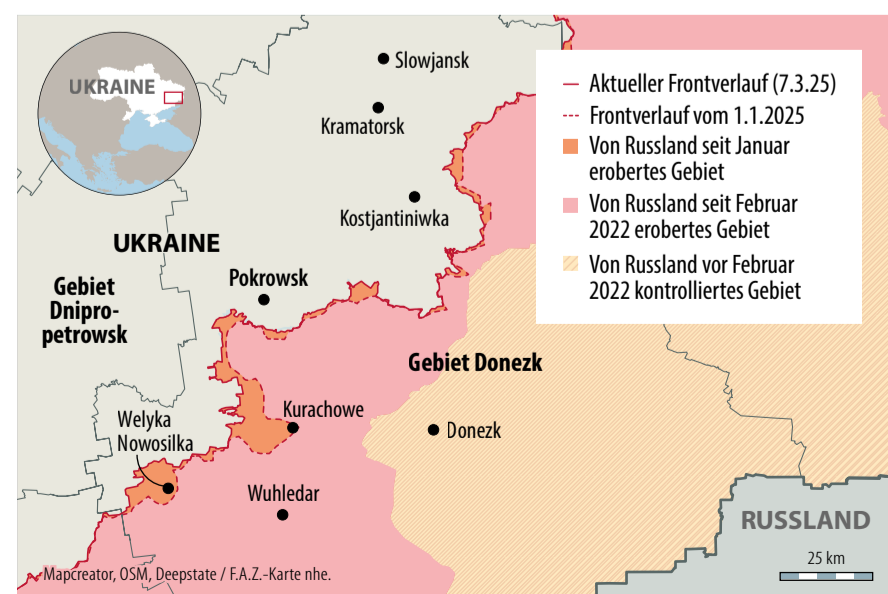 UKRAINE
Slowjansk
Kramatorsk
Kostjantiniwka
UKRAINE
Pokrowsk
Gebiet
Dnipro-
petrowsk
Gebiet Donezk
Kurachowe
Donezk
Welyka
Nowosilka
Wuhledar
RUSSLAND
25 km
Mapcreator, OSM, Deepstate / F.A.Z.-Karte nhe.
Aktueller Frontverlauf (7.3.25)
Frontverlauf vom 1.1.2025
Von Russland seit Januar
erobertes Gebiet
Von Russland seit Februar
2022 erobertes Gebiet
Von Russland vor Februar
2022 kontrolliertes Gebiet